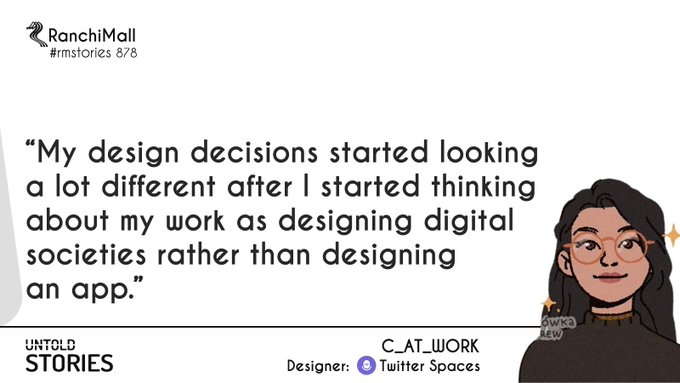 RanchiMall
#rmstories 878
“My design decisions started looking
a lot different after I started thinking
about my work as designing digital
societies rather than designing
an app.”
ÓWKA
REW
UNTOLD
STORIES
C_AT_WORK
Designer: Twitter Spaces